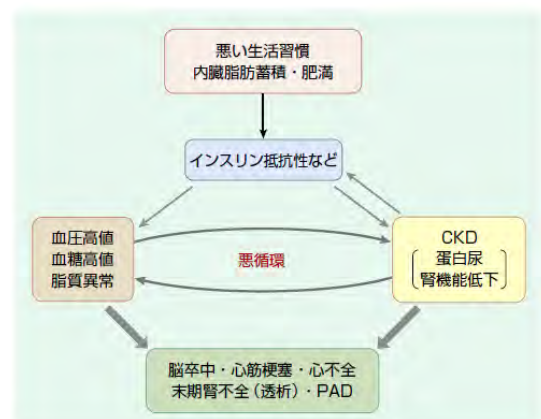 悪い生活習慣
内臓脂肪蓄積・肥満
インスリン抵抗性など
血圧高値
血糖高値
脂質異常
悪循環
CKD
蛋白尿
腎機能低下
脳卒中・心筋梗塞・心不全
末期腎不全(透析)・PAD